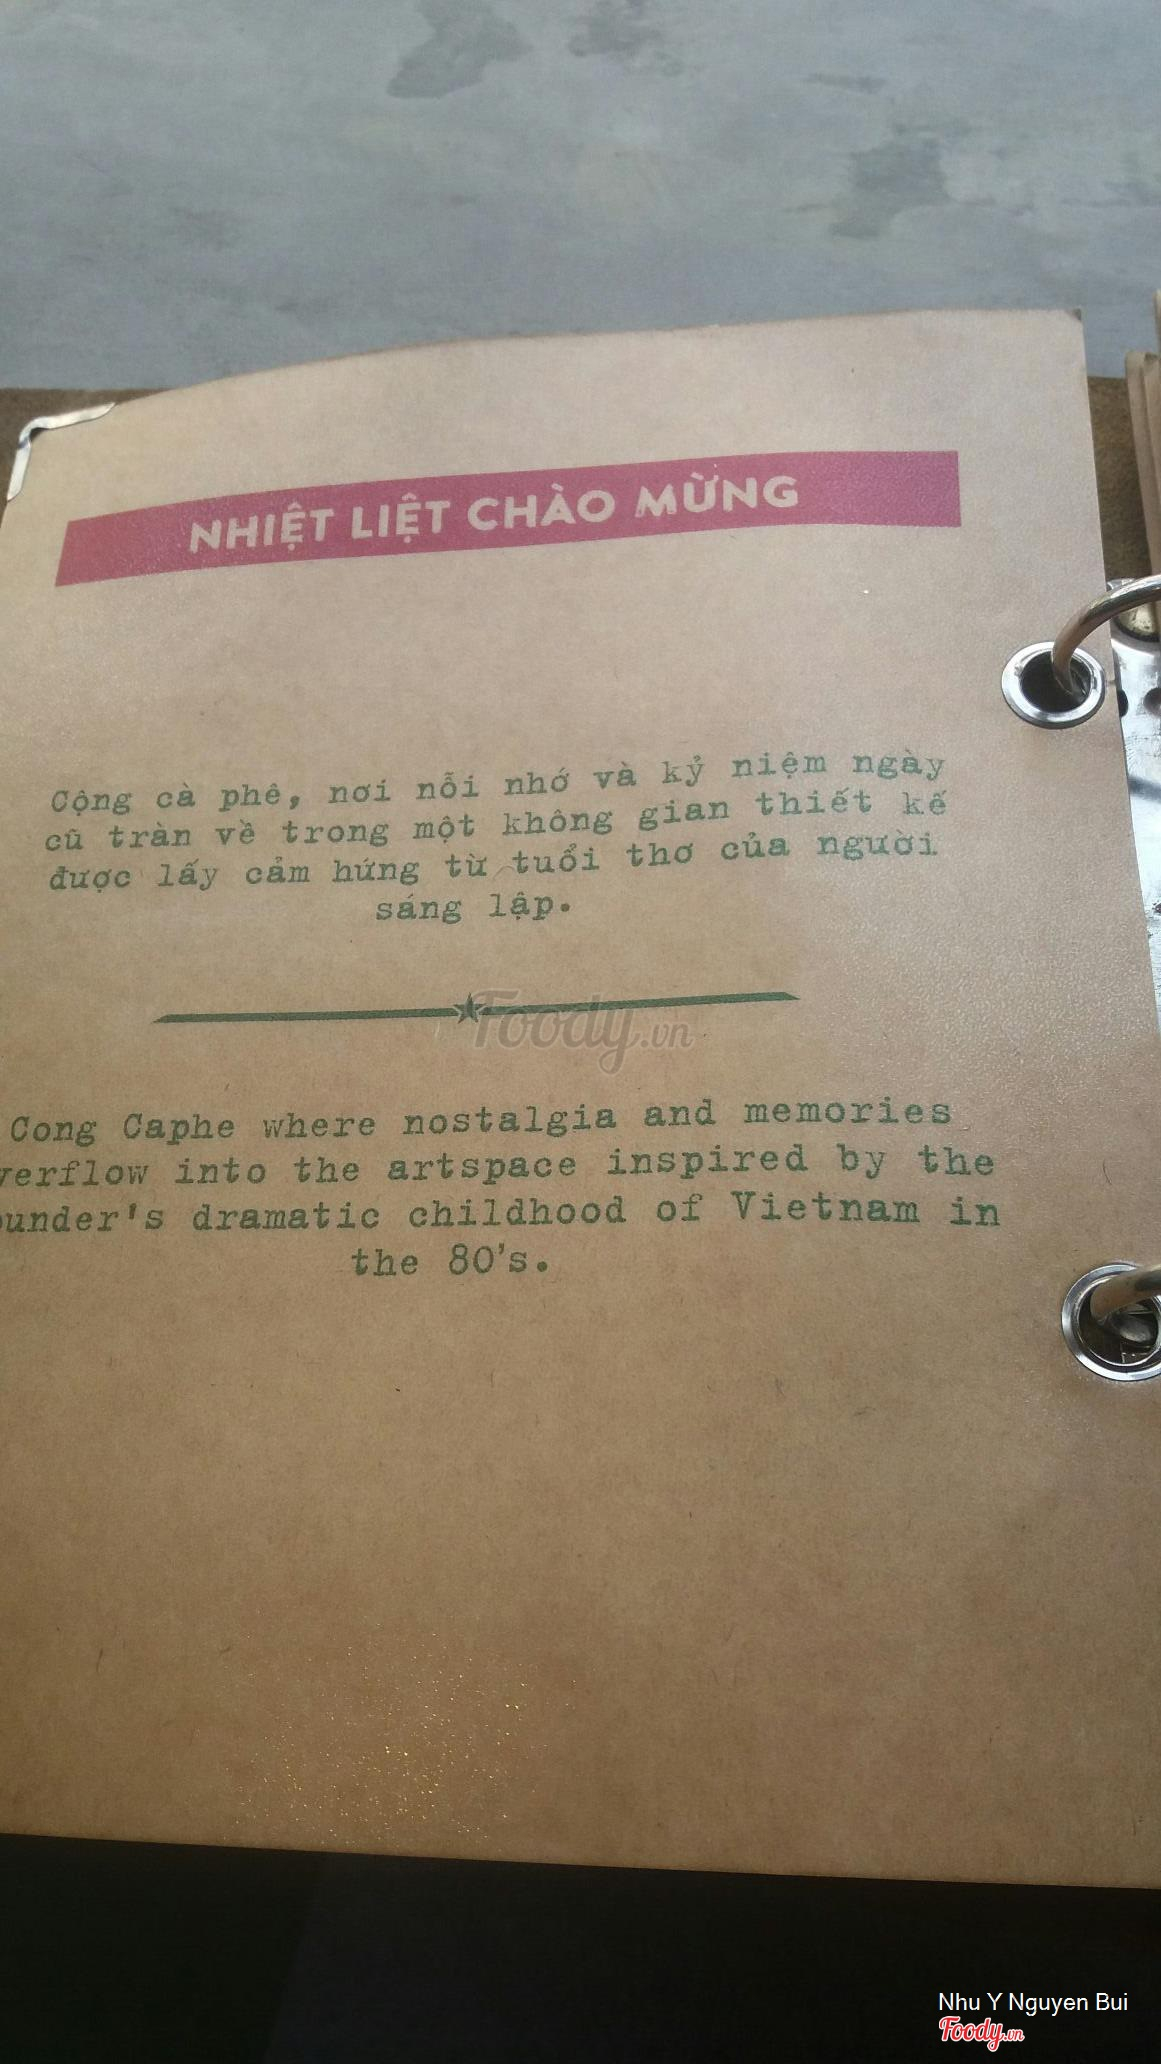 NHIỆT LIỆT CHÀO MỪNG
Cộng cà phê, nơi nỗi nhớ và kỷ niệm ngày
cũ tràn về trong một không gian thiết kế
được lấy cảm hứng từ tuổi thơ của người
sáng lập.
Foody.vn
Cong Caphe where nostalgia and memories
verflow into the artspace inspired by the
ounder's dramatic childhood of Vietnam in
the 80's.
Nhu Y Nguyen Bui
Foody.vn